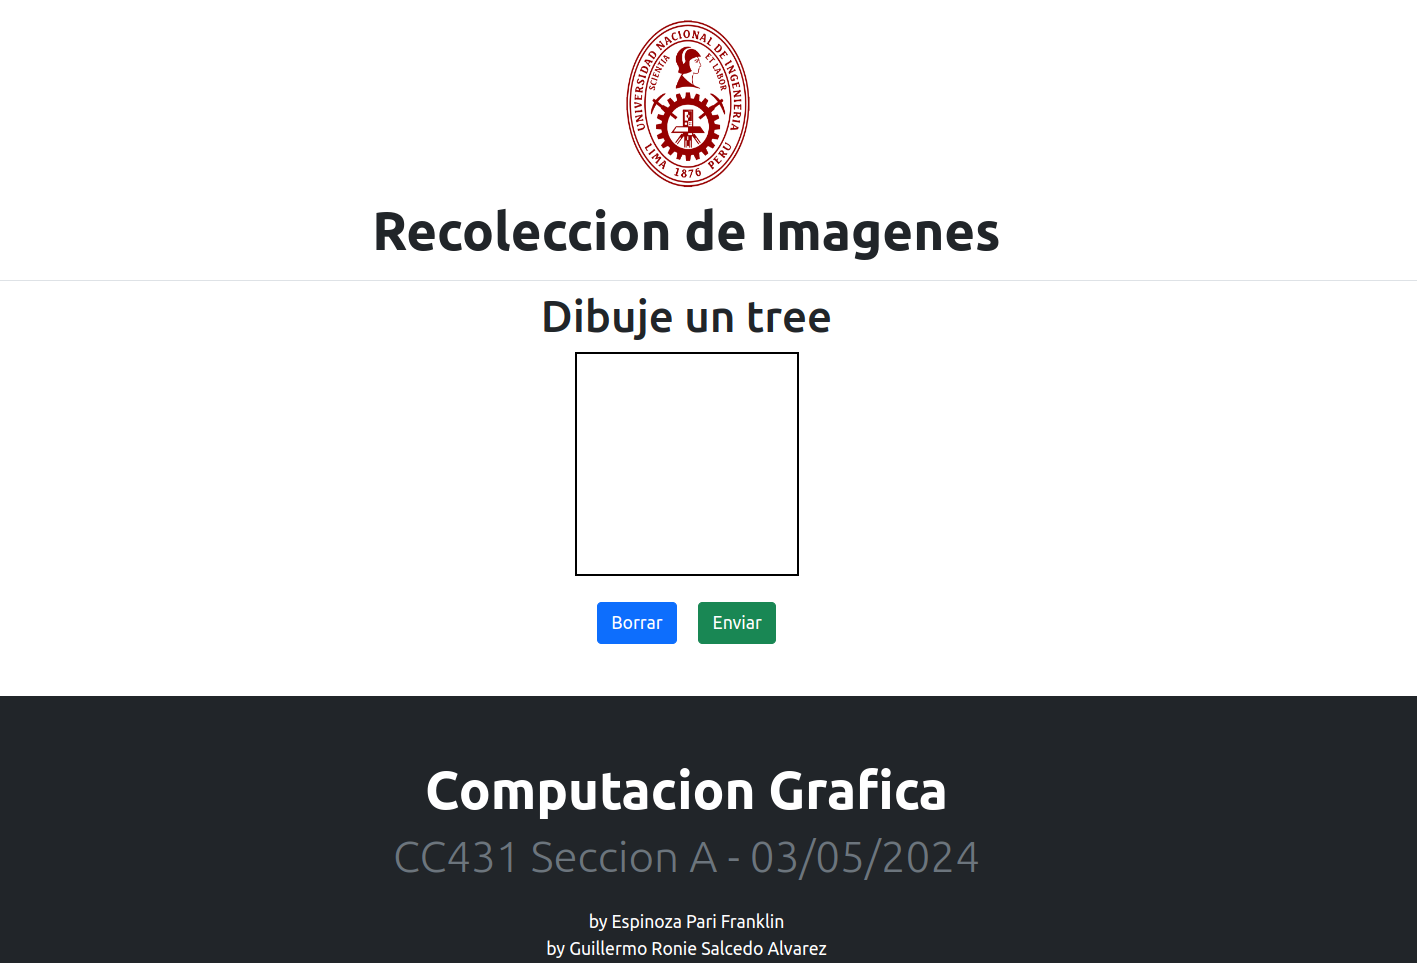 UNIVERSIDAD NACIONAL DE INGENIERIA
SCIENTIA ET LABOR
LIMA 1876 PERU
Recoleccion de Imagenes
Dibuje un tree
Borrar Enviar
Computacion Grafica
CC431 Seccion A - 03/05/2024
by Espinoza Pari Franklin
by Guillermo Ronie Salcedo Alvarez